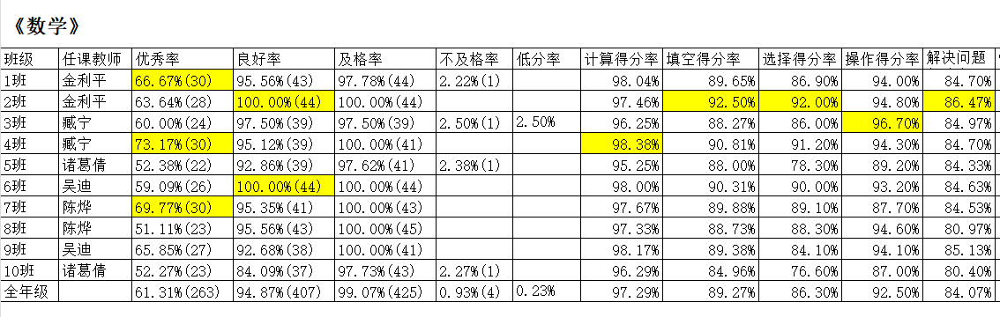 《数学》
班级 任课教师 优秀率 良好率 及格率 不及格率 低分率 计算得分率 填空得分率 选择得分率 操作得分率 解决问题
1班 金利平 66.67%(30) 95.56%(43) 97.78%(44) 2.22%(1) 98.04% 89.65% 86.90% 94.00% 84.70%
2班 金利平 63.64%(28) 100.00%(44) 100.00%(44) 97.46% 92.50% 92.00% 94.80% 86.47%
3班 臧宁 60.00%(24) 97.50%(39) 97.50%(39) 2.50%(1) 2.50% 96.25% 88.27% 86.00% 96.70% 84.97%
4班 臧宁 73.17%(30) 95.12%(39) 100.00%(41) 98.38% 90.81% 91.20% 94.30% 84.70%
5班 诸葛倩 52.38%(22) 92.86%(39) 97.62%(41) 2.38%(1) 95.25% 88.00% 78.30% 89.20% 84.33%
6班 吴迪 59.09%(26) 100.00%(44) 100.00%(44) 98.00% 90.31% 90.00% 93.20% 84.63%
7班 陈烨 69.77%(30) 95.35%(41) 100.00%(43) 97.67% 89.88% 89.10% 87.70% 84.53%
8班 陈烨 51.11%(23) 95.56%(43) 100.00%(45) 97.33% 88.73% 88.30% 94.60% 80.97%
9班 吴迪 65.85%(27) 92.68%(38) 100.00%(41) 98.17% 89.38% 84.10% 94.10% 85.13%
10班 诸葛倩 52.27%(23) 84.09%(37) 97.73%(43) 2.27%(1) 96.29% 84.96% 76.60% 87.00% 80.40%
全年级 61.31%(263) 94.87%(407) 99.07%(425) 0.93%(4) 0.23% 97.29% 89.27% 86.30% 92.50% 84.07%